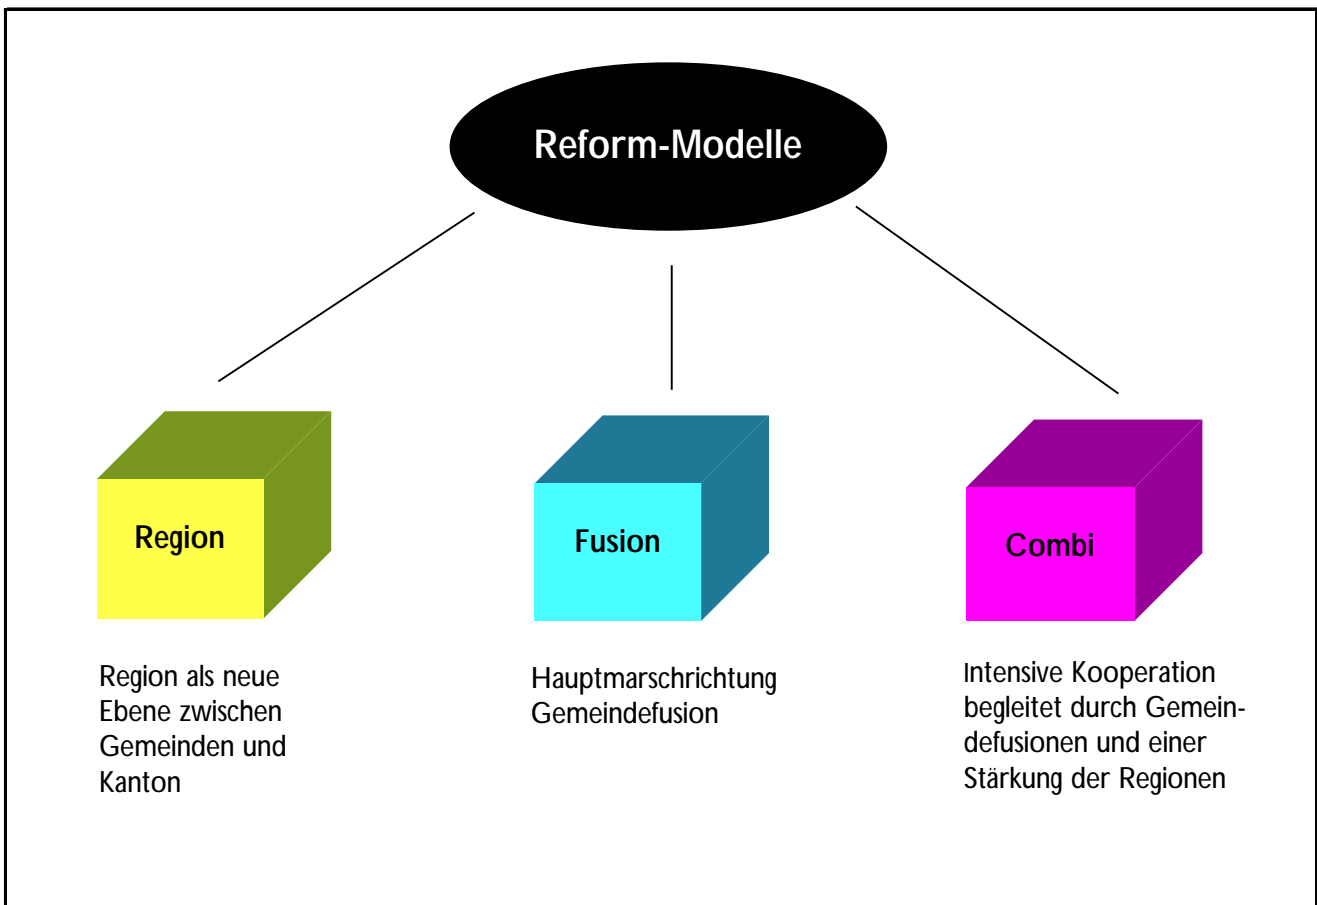 Reform-Modelle
Region
Fusion
Combi
Region als neue
Ebene zwischen
Gemeinden und
Kanton
Hauptmarschrichtung
Gemeindefusion
Intensive Kooperation
begleitet durch Gemein-
defusionen und einer
Stärkung der Regionen